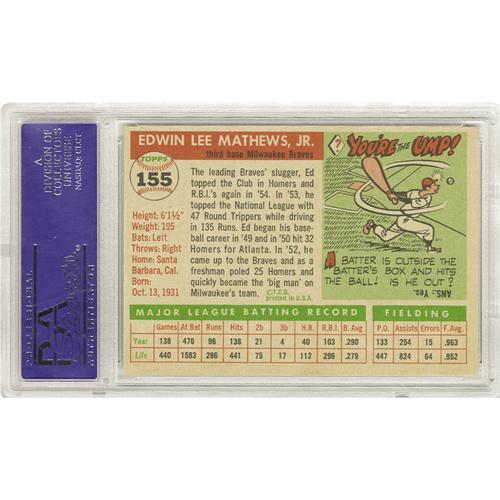 A
DIVISION OF
COLLECTORS
UNIVERSE
NASDAQ: CLCT
PSA
PROFESSIONAL
AUTHENTICATOR
EDWIN LEE MATHEWS, JR.
third base Milwaukee Braves
TOPPS
155
Height: 6'1½"
Weight: 195
Bats: Left
Throws: Right
Home: Santa
Barbara, Cal.
Born:
Oct. 13, 1931
The leading Braves' slugger, Ed
topped the Club in Homers and
R.B.I.'s again in '54. In '53, he
topped the National League with
47 Round Trippers while driving
in 135 Runs. Ed began his base-
ball career in '49 and in '50 hit 32
Homers for Atlanta. In '52, he
came up to the Braves and as a
freshman poled 25 Homers and
quickly became the 'big man' on
Milwaukee's team.
©T.C.G.
printed in U.S.A.
?
YOU'RE THE UMP!
A BATTER IS OUTSIDE THE
BATTER'S BOX AND HITS
THE BALL! IS HE OUT?
ANS. Yes.
MAJOR LEAGUE BATTING RECORD FIELDING
Games At Bat Runs Hits 2b 3b H.R. R.B.I. B. Avg. P.O. Assists Errors F. Avg.
Year 138 476 96 138 21 4 40 103 .290 133 254 15 .963
Life 440 1583 285 441 75 17 112 296 .279 447 824 64 .952